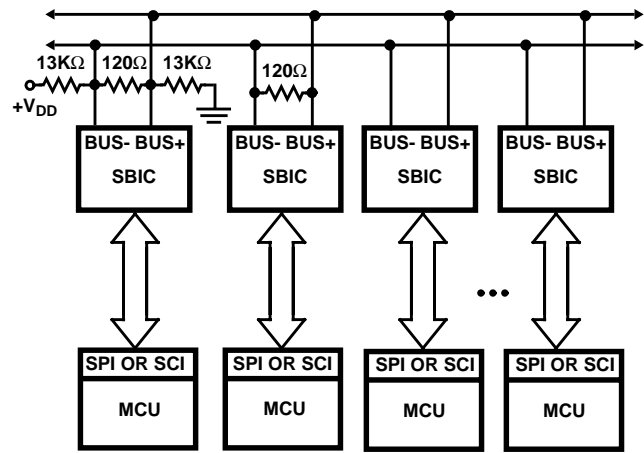 13KΩ 120Ω 13KΩ
120Ω
+VDD
BUS- BUS+
SBIC
BUS- BUS+
SBIC
BUS- BUS+
SBIC
BUS- BUS+
SBIC
SPI OR SCI
MCU
SPI OR SCI
MCU
SPI OR SCI
MCU
SPI OR SCI
MCU